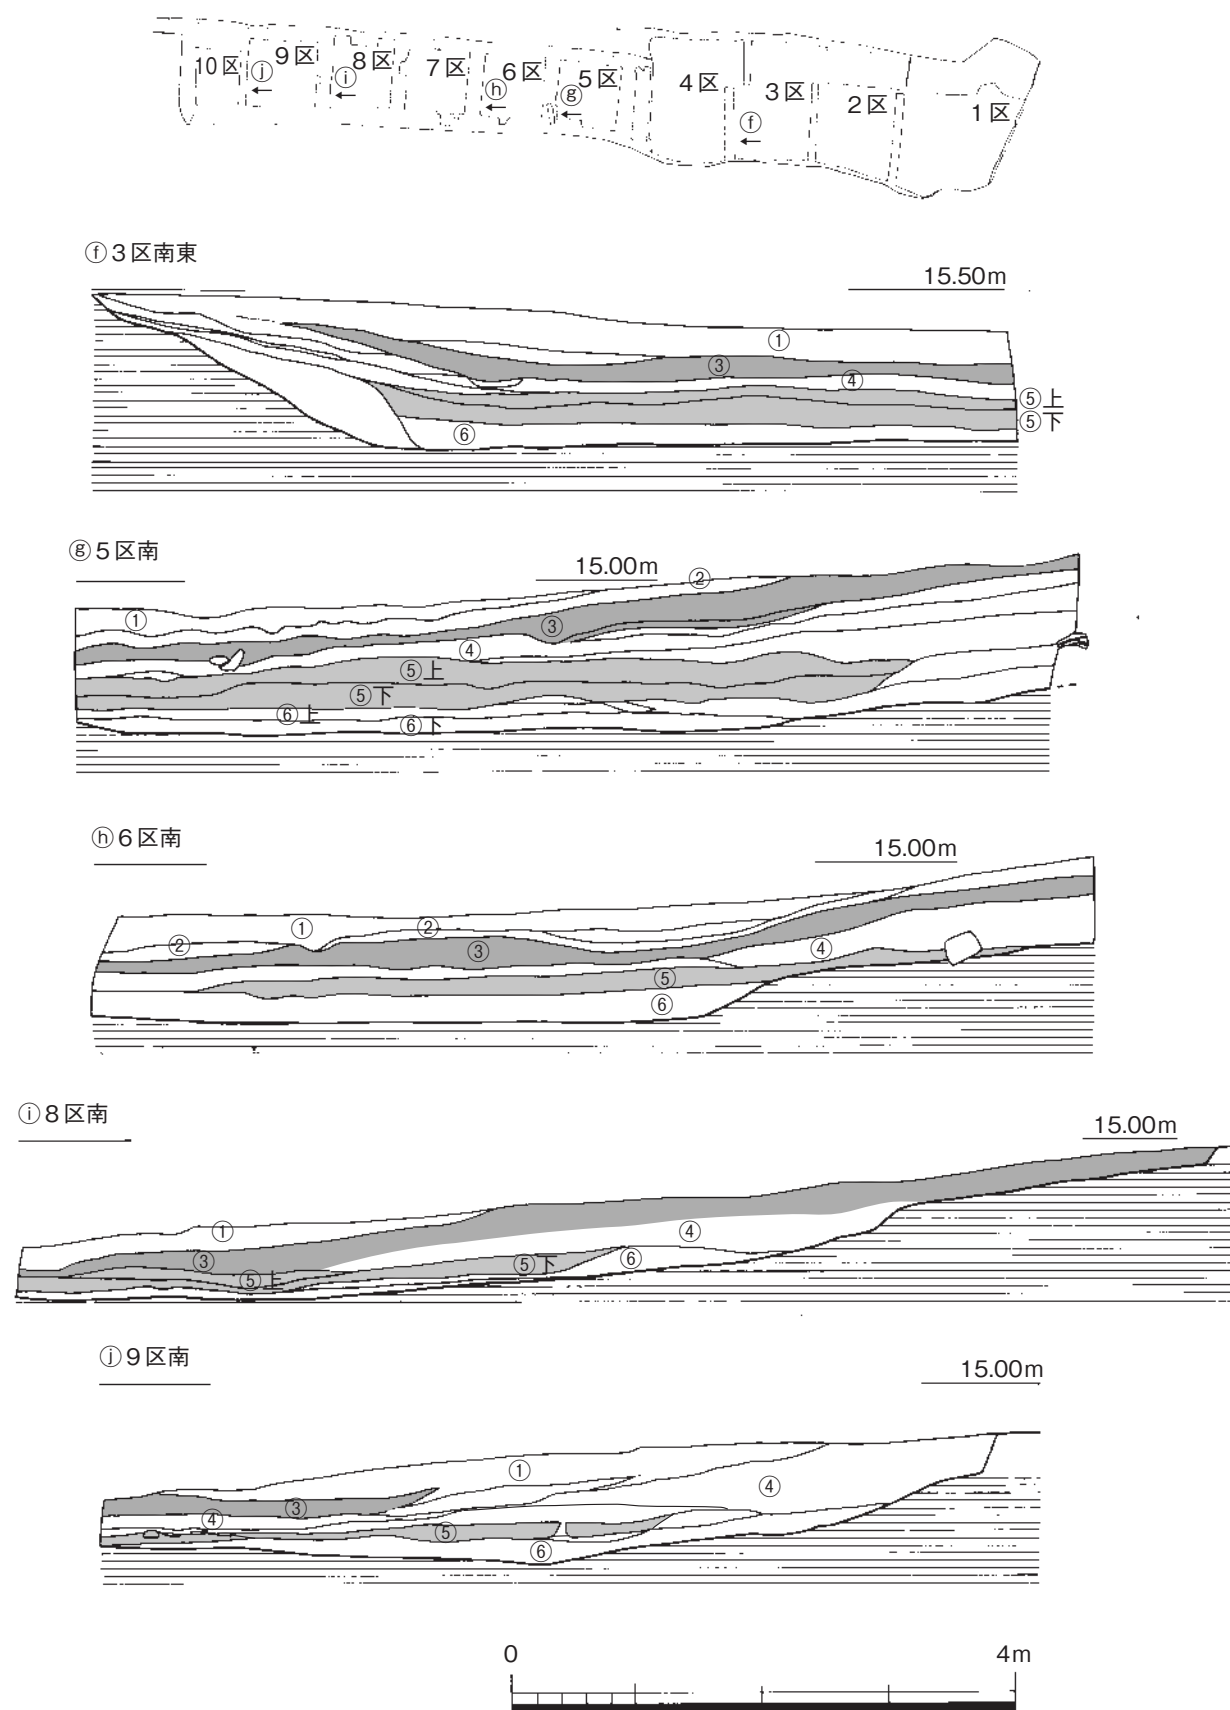 10区 9区 8区 7区 6区 5区 4区 3区 2区 1区
ⓙ ⓘ ⓗ ⓖ ⓕ
ⓕ3区南東
15.50m
①
③
④
⑤上
⑤下
⑥
ⓖ5区南
15.00m
②
①
③
④
⑤上
⑤下
⑥上
⑥下
ⓗ6区南
15.00m
① ②
②
③
④
⑤
⑥
ⓘ8区南
15.00m
①
④
③
⑤下 ⑥
⑤上
ⓙ9区南
15.00m
①
④
③
④
⑤
⑥
0 4m